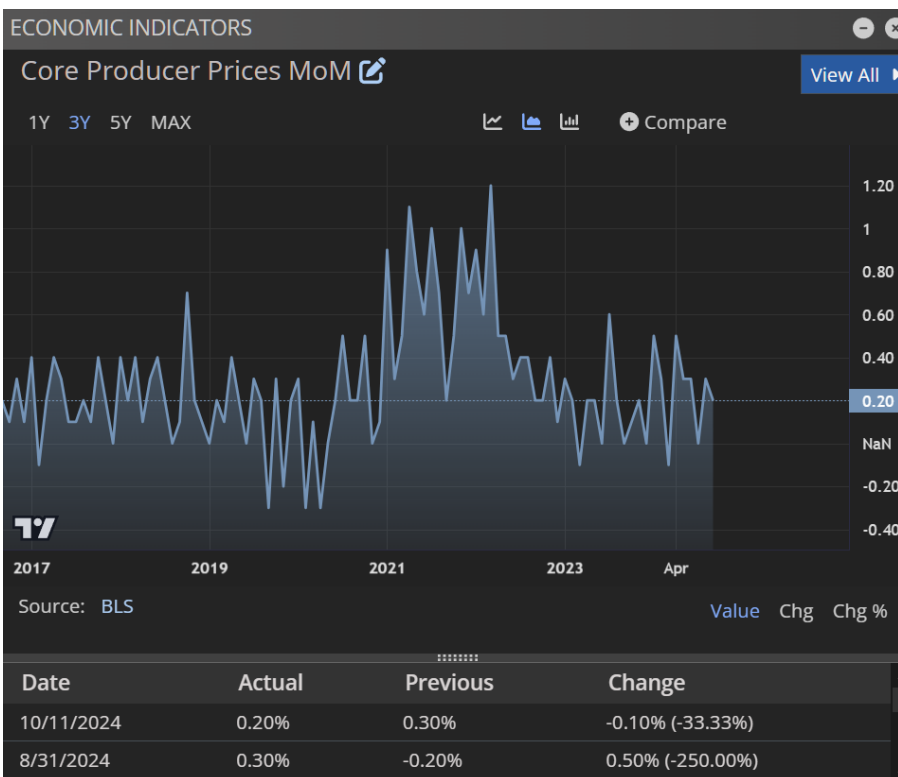 ECONOMIC INDICATORS
Core Producer Prices MoM
View All
1Y 3Y 5Y MAX
Compare
1.20
1
0.80
0.60
0.40
0.20
NaN
-0.20
-0.40
2017 2019 2021 2023 Apr
Source: BLS
Value Chg Chg %
Date Actual Previous Change
10/11/2024 0.20% 0.30% -0.10% (-33.33%)
8/31/2024 0.30% -0.20% 0.50% (-250.00%)